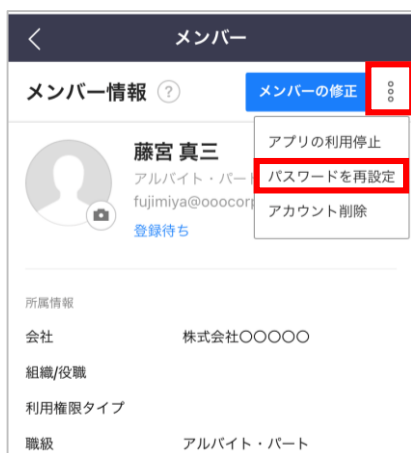 メンバー
メンバー情報 ?
メンバーの修正
アプリの利用停止
パスワードを再設定
アカウント削除
藤宮 真三
アルバイト・パー
fujimiya@ooocorp
登録待ち
所属情報
会社 株式会社〇〇〇〇〇
組織/役職
利用権限タイプ
職級 アルバイト・パート